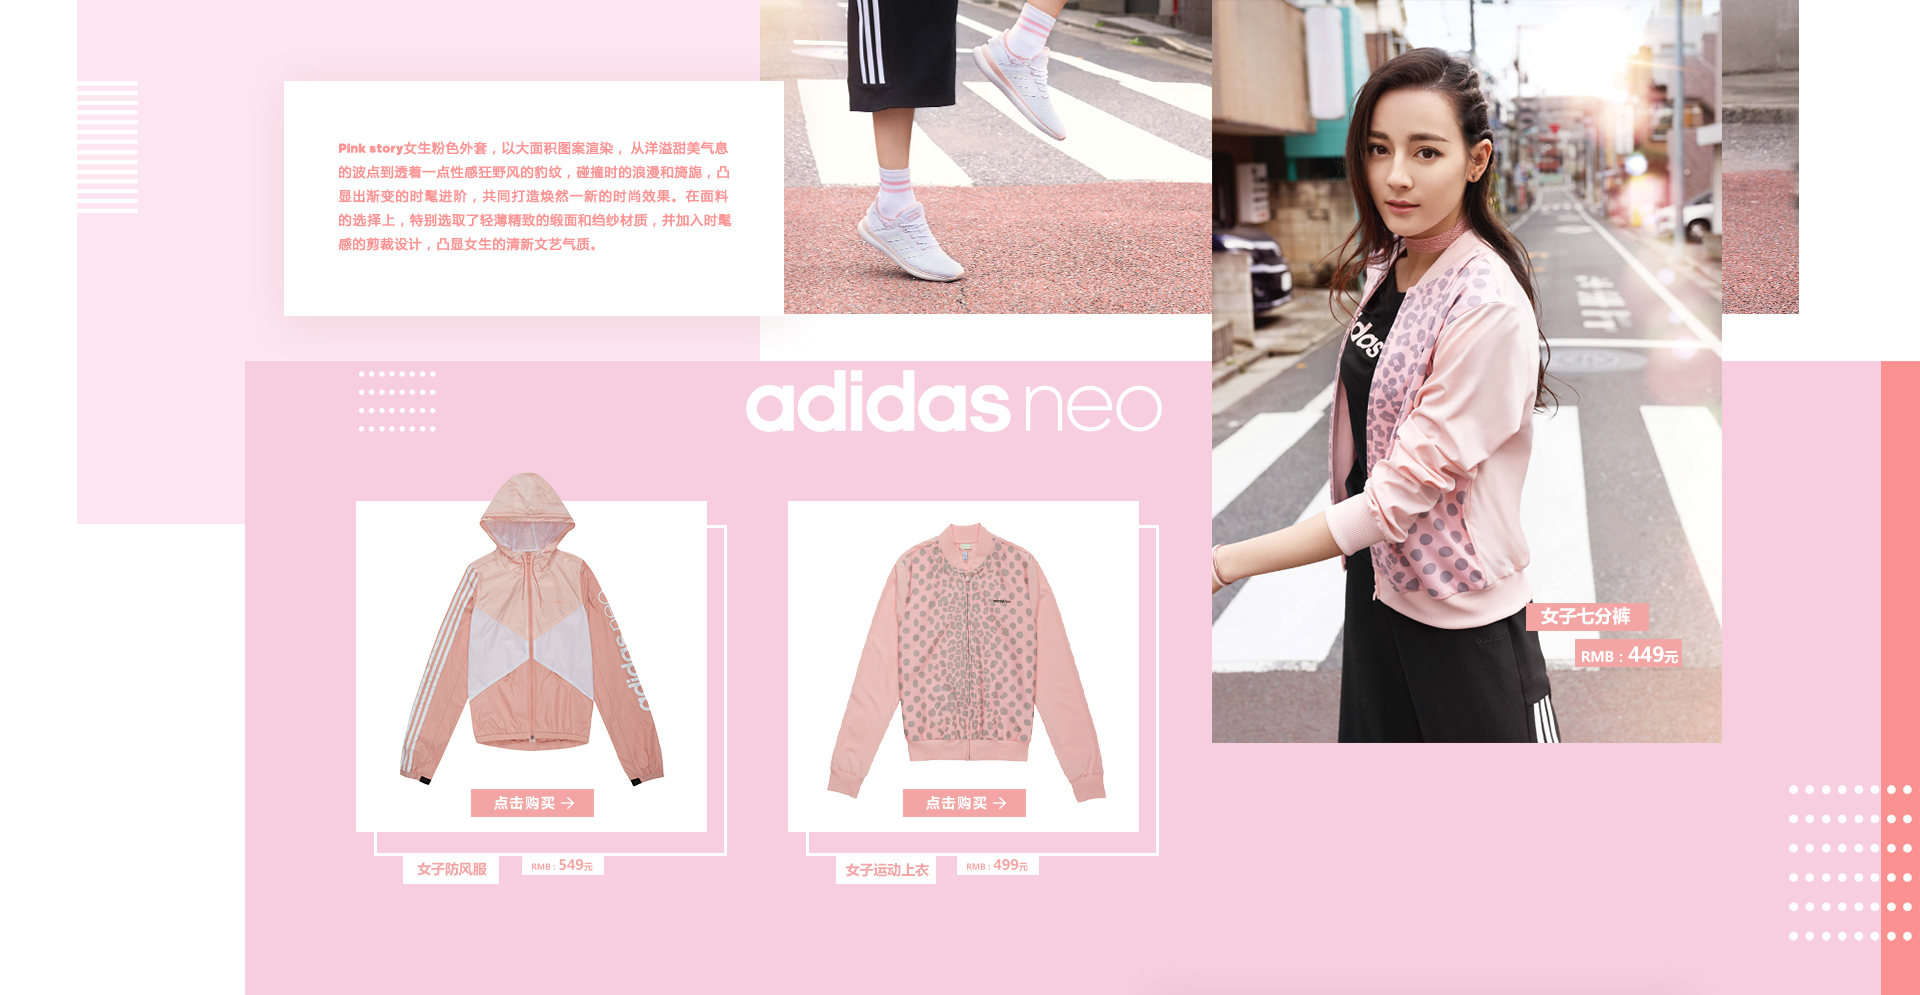 Pink story女生粉色外套，以大面积图案渲染， 从洋溢甜美气息
的波点到透着一点性感狂野风的豹纹，碰撞时的浪漫和旖旎，凸
显出渐变的时髦进阶，共同打造焕然一新的时尚效果。在面料
的选择上，特别选取了轻薄精致的缎面和绉纱材质，并加入时髦
感的剪裁设计，凸显女生的清新文艺气质。
adidas neo
das
女子七分裤
RMB：449元
adidas neo
点击购买→
点击购买→
女子防风服
RMB：549元
女子运动上衣
RMB：499元